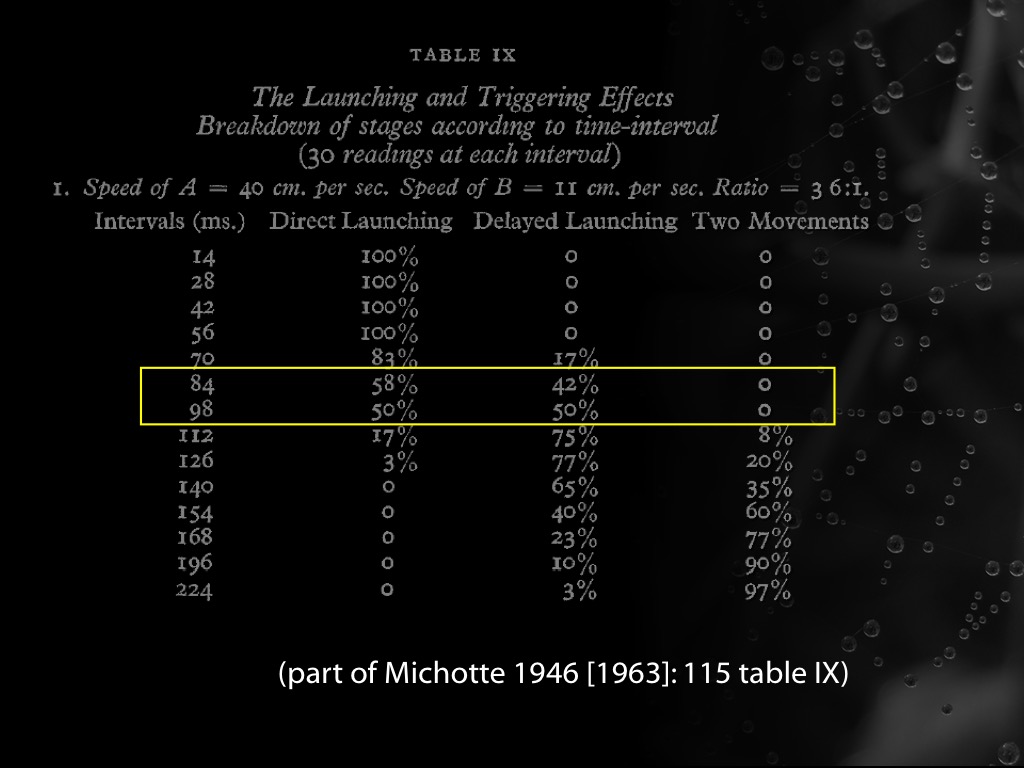 TABLE IX
The Launching and Triggering Effects
Breakdown of stages according to time-interval
(30 readings at each interval)
1. Speed of A = 40 cm. per sec. Speed of B = 11 cm. per sec. Ratio = 3 6:1.
Intervals (ms.) Direct Launching Delayed Launching Two Movements
14 100% 0 0
28 100% 0 0
42 100% 0 0
56 100% 0 0
70 83% 17% 0
84 58% 42% 0
98 50% 50% 0
112 17% 75% 8%
126 3% 77% 20%
140 0 65% 35%
154 0 40% 60%
168 0 23% 77%
196 0 10% 90%
224 0 3% 97%
(part of Michotte 1946 [1963]: 115 table IX)